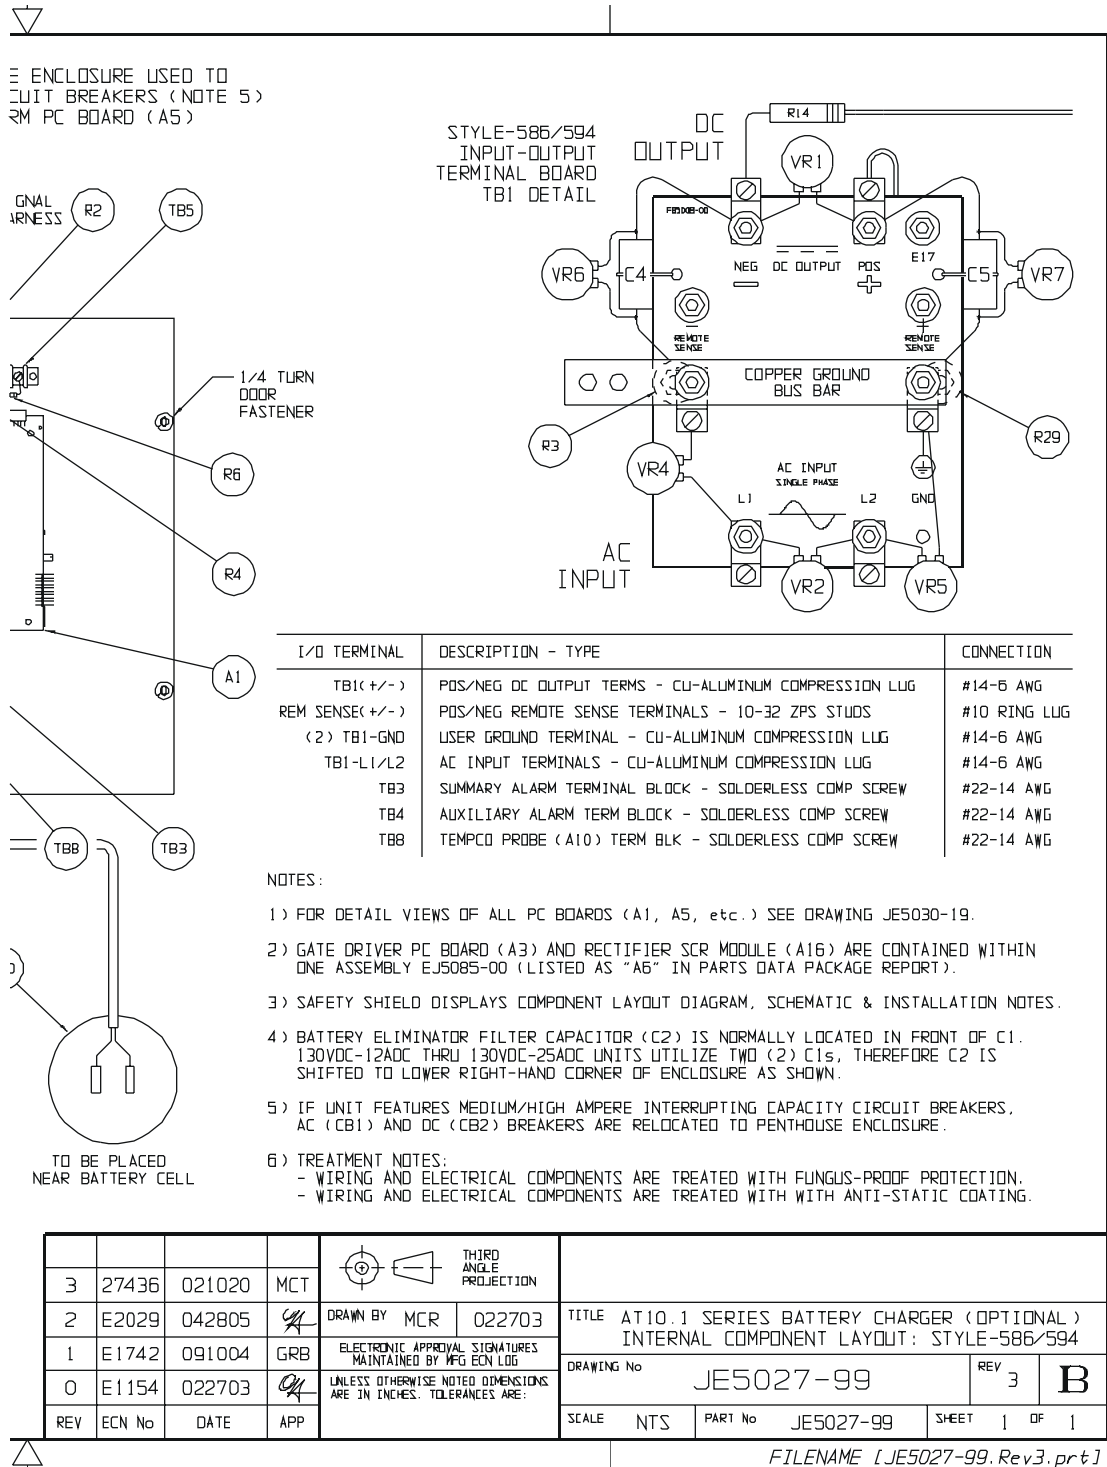 E ENCLOSURE USED TO
CUIT BREAKERS (NOTE 5)
RM PC BOARD (A5)
STYLE-586/594
INPUT-OUTPUT
TERMINAL BOARD
TB1 DETAIL
DC
OUTPUT
R14
VR1
GNAL
ARNESS
R2
TB5
NEG
DC OUTPUT
POS
E17
VR6
C4
C5
VR7
REMOTE
SENSE
REMOTE
SENSE
COPPER GROUND
BUS BAR
1/4 TURN
DOOR
FASTENER
R3
R29
R6
VR4
AC INPUT
SINGLE PHASE
L1
L2
GND
R4
AC
INPUT
VR2
VR5
A1
I/O TERMINAL DESCRIPTION - TYPE CONNECTION
TB1(+/-) POS/NEG DC OUTPUT TERMS - CU-ALUMINUM COMPRESSION LUG #14-6 AWG
REM SENSE(+/-) POS/NEG REMOTE SENSE TERMINALS - 10-32 ZPS STUDS #10 RING LUG
(2) TB1-GND USER GROUND TERMINAL - CU-ALUMINUM COMPRESSION LUG #14-6 AWG
TB1-L1/L2 AC INPUT TERMINALS - CU-ALUMINUM COMPRESSION LUG #14-6 AWG
TB3 SUMMARY ALARM TERMINAL BLOCK - SOLDERLESS COMP SCREW #22-14 AWG
TB4 AUXILIARY ALARM TERM BLOCK - SOLDERLESS COMP SCREW #22-14 AWG
TB8 TEMPCO PROBE (A10) TERM BLK - SOLDERLESS COMP SCREW #22-14 AWG
TB8
TB3
NOTES:
1) FOR DETAIL VIEWS OF ALL PC BOARDS (A1, A5, etc.) SEE DRAWING JE5030-19.
2) GATE DRIVER PC BOARD (A3) AND RECTIFIER SCR MODULE (A16) ARE CONTAINED WITHIN
ONE ASSEMBLY EJ5085-00 (LISTED AS "A6" IN PARTS DATA PACKAGE REPORT).
3) SAFETY SHIELD DISPLAYS COMPONENT LAYOUT DIAGRAM, SCHEMATIC & INSTALLATION NOTES.
4) BATTERY ELIMINATOR FILTER CAPACITOR (C2) IS NORMALLY LOCATED IN FRONT OF C1.
130VDC-12ADC THRU 130VDC-25ADC UNITS UTILIZE TWO (2) C1s, THEREFORE C2 IS
SHIFTED TO LOWER RIGHT-HAND CORNER OF ENCLOSURE AS SHOWN.
5) IF UNIT FEATURES MEDIUM/HIGH AMPERE INTERRUPTING CAPACITY CIRCUIT BREAKERS,
AC (CB1) AND DC (CB2) BREAKERS ARE RELOCATED TO PENTHOUSE ENCLOSURE.
6) TREATMENT NOTES:
- WIRING AND ELECTRICAL COMPONENTS ARE TREATED WITH FUNGUS-PROOF PROTECTION.
- WIRING AND ELECTRICAL COMPONENTS ARE TREATED WITH WITH ANTI-STATIC COATING.
TO BE PLACED
NEAR BATTERY CELL
3 27436 021020 MCT
2 E2029 042805
1 E1742 091004 GRB
0 E1154 022703
REV ECN No DATE APP
THIRD
ANGLE
PROJECTION
DRAWN BY MCR 022703
ELECTRONIC APPROVAL SIGNATURES
MAINTAINED BY MFG ECN LOG
UNLESS OTHERWISE NOTED DIMENSIONS
ARE IN INCHES. TOLERANCES ARE:
TITLE AT10.1 SERIES BATTERY CHARGER (OPTIONAL)
INTERNAL COMPONENT LAYOUT: STYLE-586/594
DRAWING No JE5027-99 REV 3 B
SCALE NTS PART No JE5027-99 SHEET 1 OF 1
FILENAME [JE5027-99.Rev3.prt]